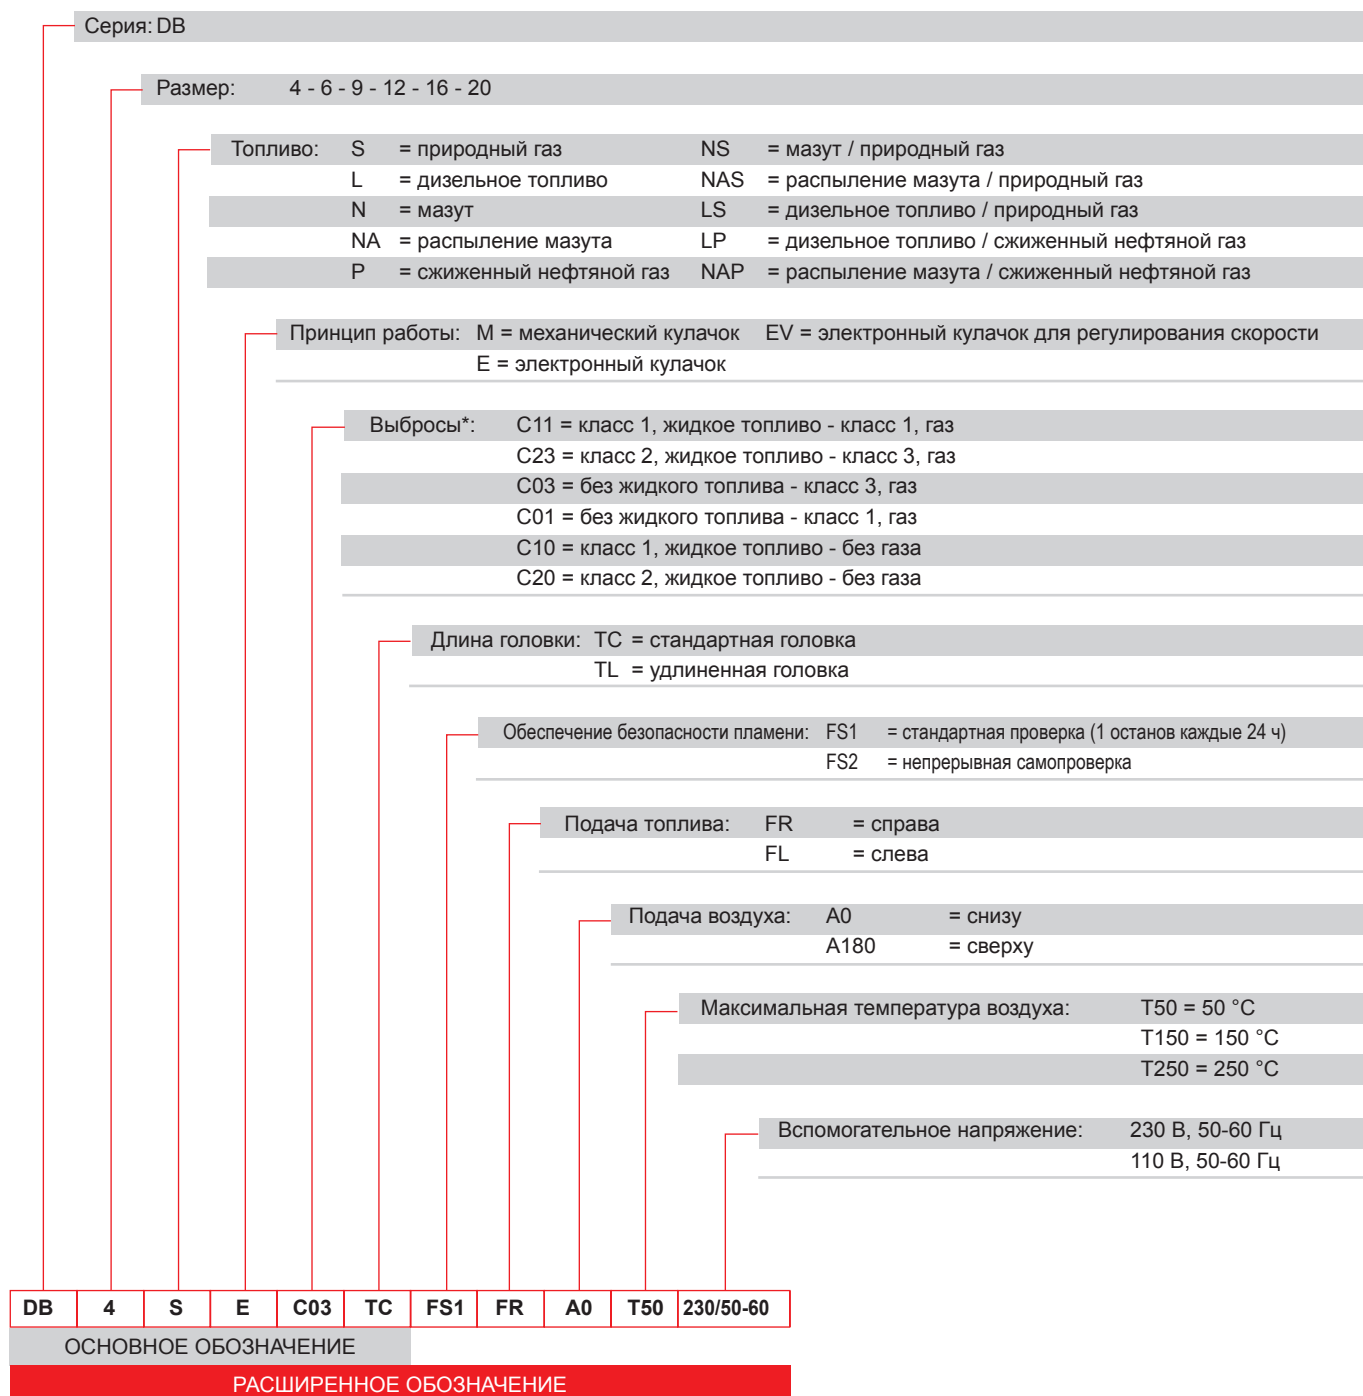 Серия: DB
Размер: 4 - 6 - 9 - 12 - 16 - 20
Топливо: S = природный газ NS = мазут / природный газ
L = дизельное топливо NAS = распыление мазута / природный газ
N = мазут LS = дизельное топливо / природный газ
NA = распыление мазута LP = дизельное топливо / сжиженный нефтяной газ
P = сжиженный нефтяной газ NAP = распыление мазута / сжиженный нефтяной газ
Принцип работы: M = механический кулачок EV = электронный кулачок для регулирования скорости
E = электронный кулачок
Выбросы*: C11 = класс 1, жидкое топливо - класс 1, газ
C23 = класс 2, жидкое топливо - класс 3, газ
C03 = без жидкого топлива - класс 3, газ
C01 = без жидкого топлива - класс 1, газ
C10 = класс 1, жидкое топливо - без газа
C20 = класс 2, жидкое топливо - без газа
Длина головки: TC = стандартная головка
TL = удлиненная головка
Обеспечение безопасности пламени: FS1 = стандартная проверка (1 останов каждые 24 ч)
FS2 = непрерывная самопроверка
Подача топлива: FR = справа
FL = слева
Подача воздуха: A0 = снизу
A180 = сверху
Максимальная температура воздуха: T50 = 50 °C
T150 = 150 °C
T250 = 250 °C
Вспомогательное напряжение: 230 В, 50-60 Гц
110 В, 50-60 Гц
DB 4 S E C03 TC FS1 FR A0 T50 230/50-60
ОСНОВНОЕ ОБОЗНАЧЕНИЕ
РАСШИРЕННОЕ ОБОЗНАЧЕНИЕ